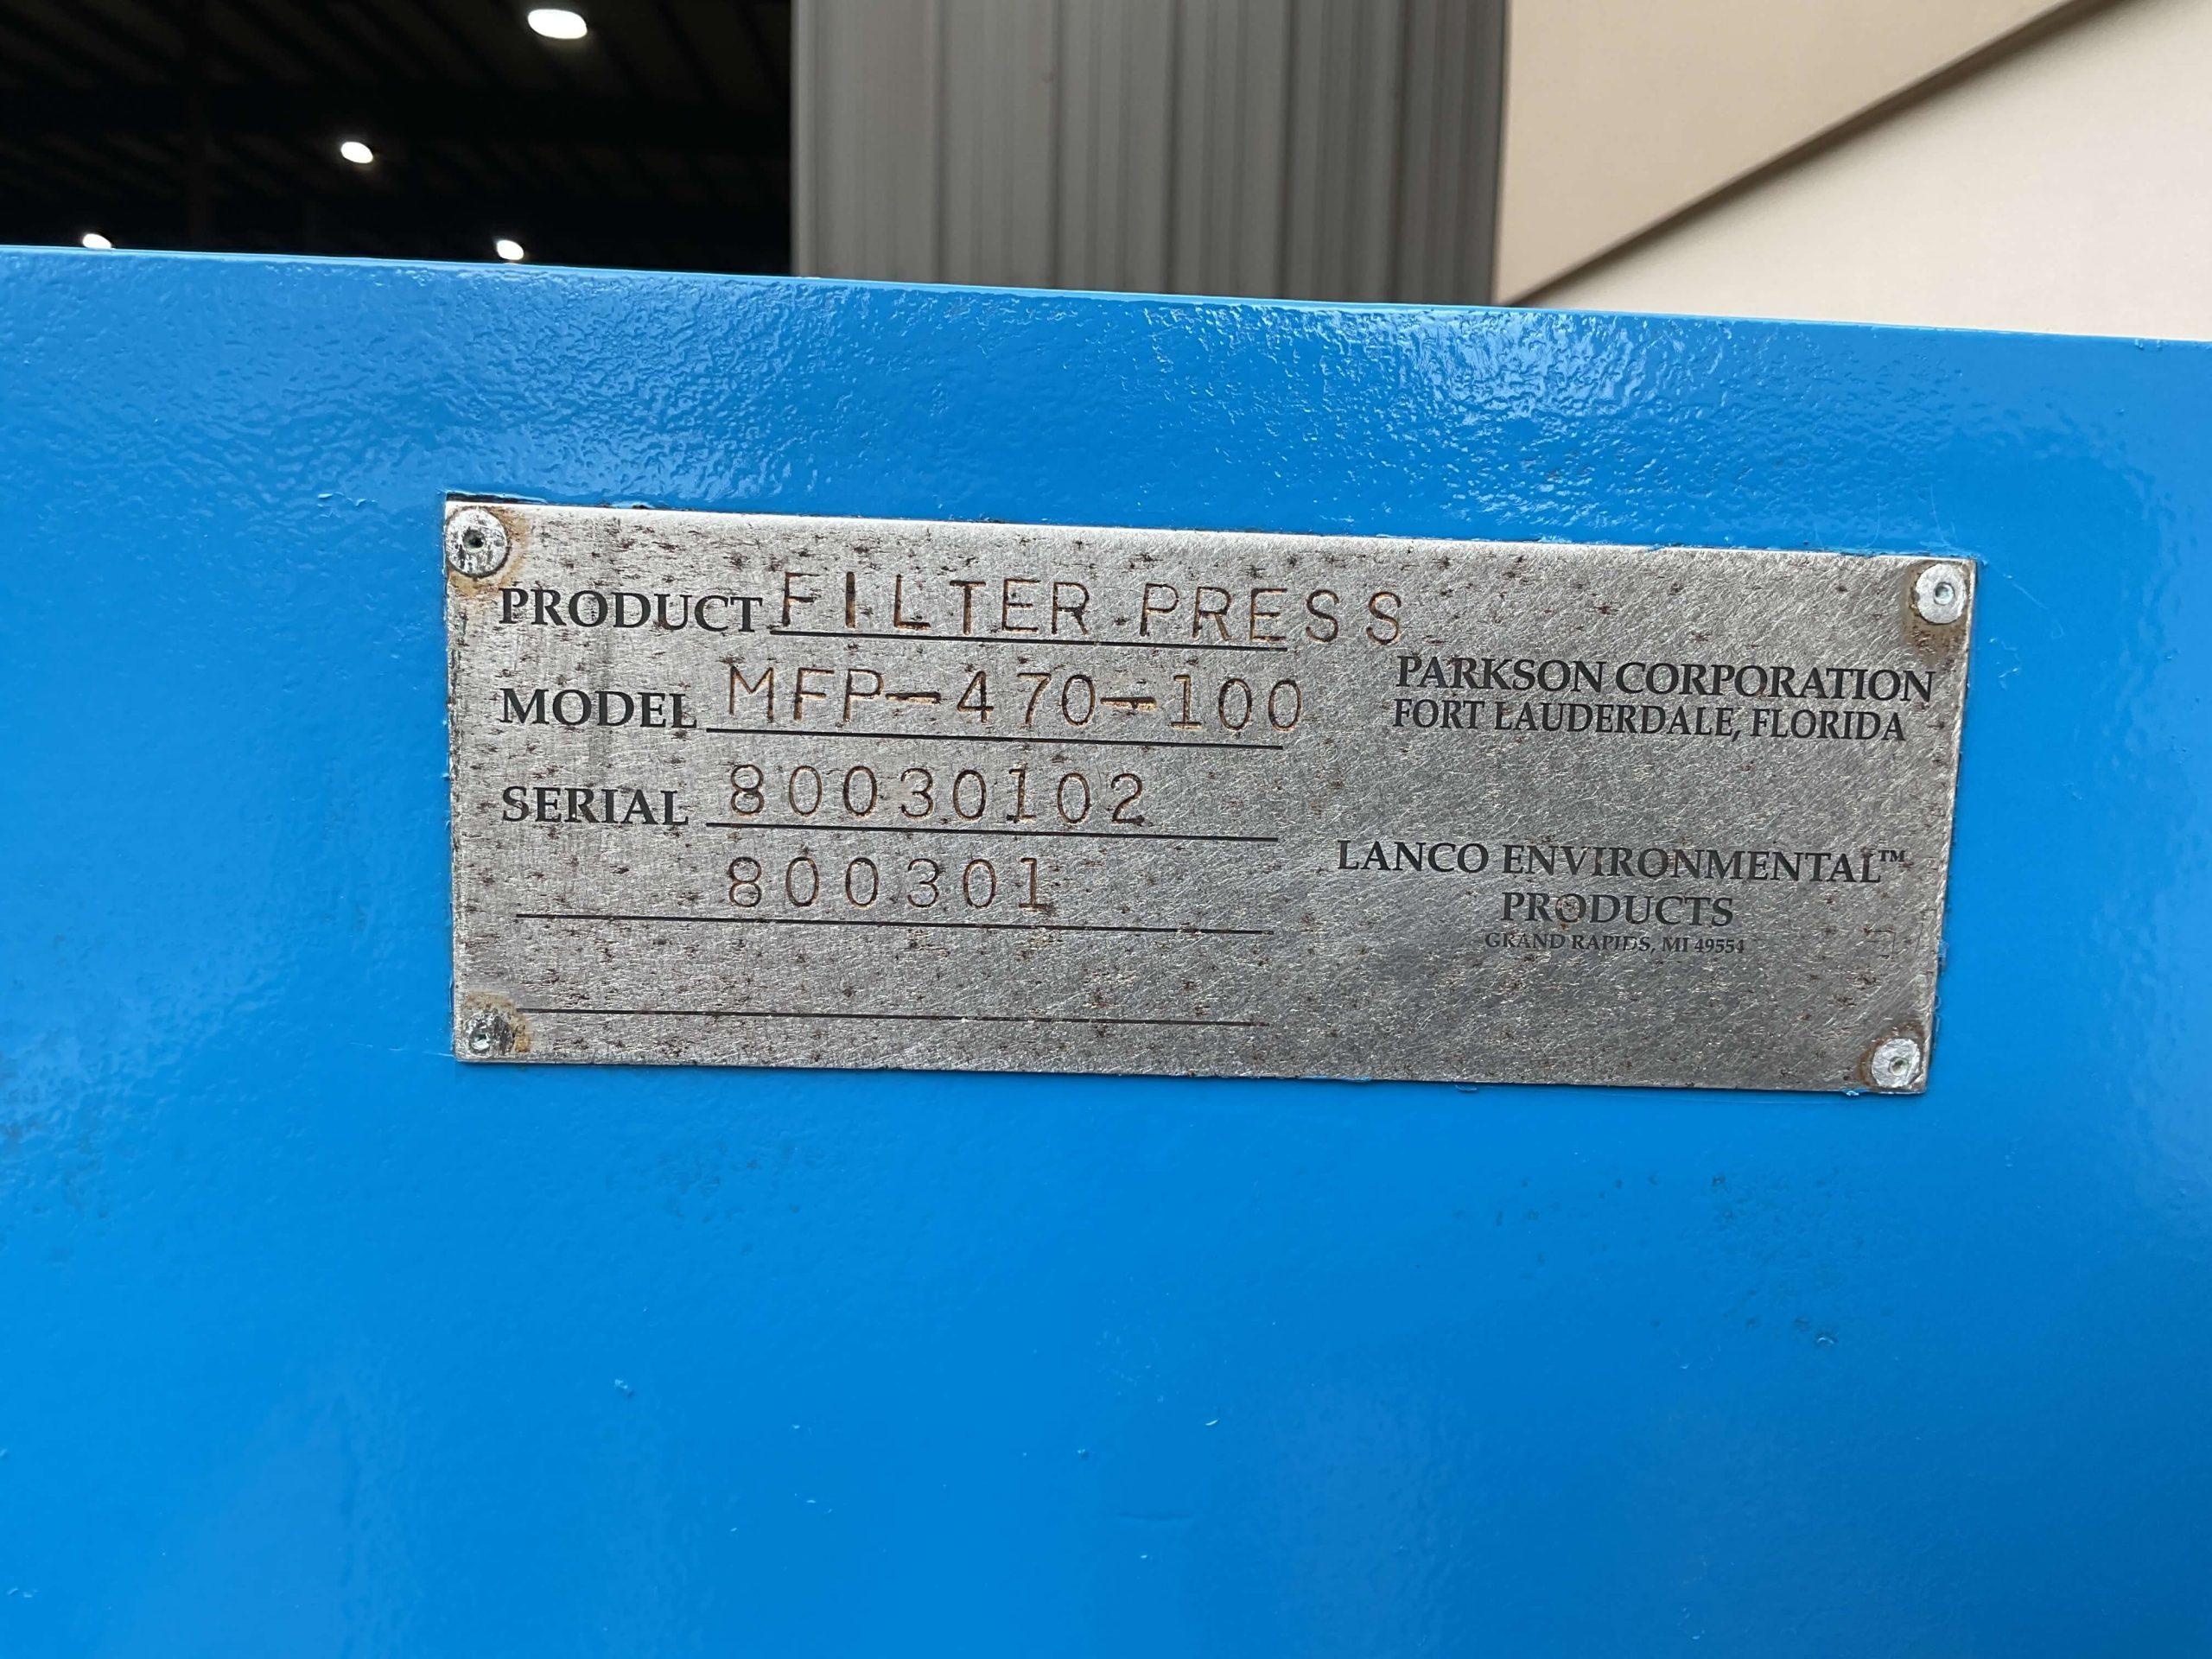 PRODUCT FILTER PRESS
MODEL MFP-470-100
SERIAL 80030102
800301
PARKSON CORPORATION
FORT LAUDERDALE, FLORIDA
LANCO ENVIRONMENTAL™
PRODUCTS
GRAND RAPIDS, MI 49554